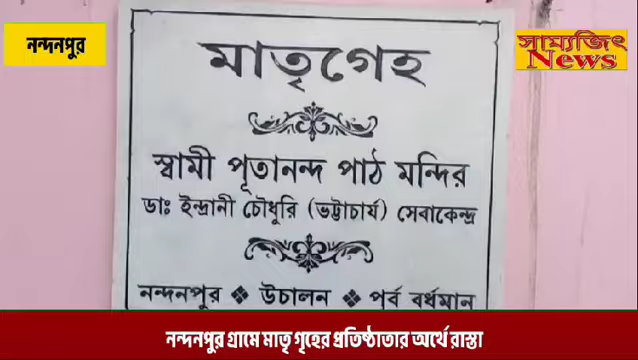 নন্দনপুর
সাম্যজিৎ
News
মাতৃগেহ
স্বামী পূতানন্দ পাঠ মন্দির
ডাঃ ইন্দ্রানী চৌধুরি (ভট্টাচার্য) সেবাকেন্দ্র
নন্দনপুর ❖ উচালন ❖ পূর্ব বর্ধমান
নন্দনপুর গ্রামে মাতৃ গৃহের প্রতিষ্ঠাতার অর্থে রাস্তা